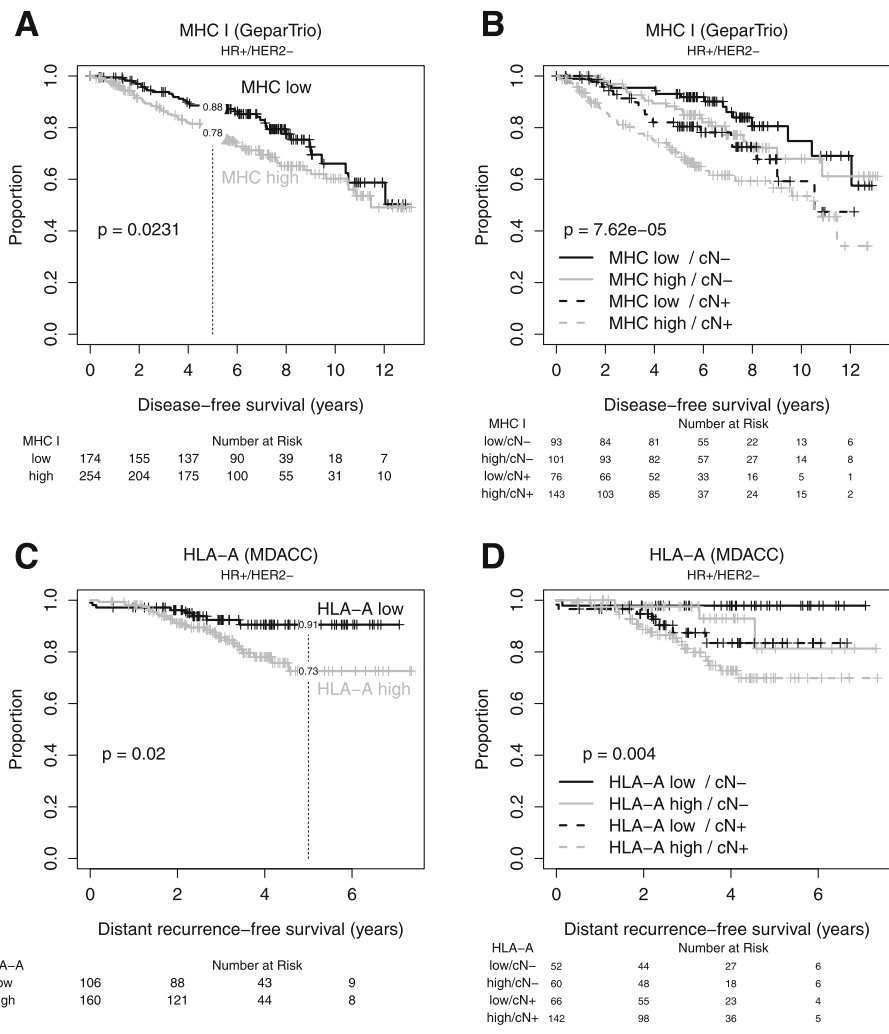 A
MHC I (GeparTrio)
HR+/HER2−
1.0
0.8
0.6
0.4
0.2
0.0
Proportion
MHC low
0.88
0.78
MHC high
p = 0.0231
0 2 4 6 8 10 12
Disease−free survival (years)
MHC I Number at Risk
low 174 155 137 90 39 18 7
high 254 204 175 100 55 31 10
B
MHC I (GeparTrio)
HR+/HER2−
1.0
0.8
0.6
0.4
0.2
0.0
Proportion
p = 7.62e−05
MHC low / cN−
MHC high / cN−
MHC low / cN+
MHC high / cN+
0 2 4 6 8 10 12
Disease−free survival (years)
MHC I Number at Risk
low/cN− 93 84 81 55 22 13 6
high/cN− 101 93 82 57 27 14 8
low/cN+ 76 66 52 33 16 5 1
high/cN+ 143 103 85 37 24 15 2
C
HLA−A (MDACC)
HR+/HER2−
1.0
0.8
0.6
0.4
0.2
0.0
Proportion
HLA−A low
0.91
0.73
HLA−A high
p = 0.02
0 2 4 6
Distant recurrence−free survival (years)
A−A Number at Risk
ow 106 88 43 9
igh 160 121 44 8
D
HLA−A (MDACC)
HR+/HER2−
1.0
0.8
0.6
0.4
0.2
0.0
Proportion
p = 0.004
HLA−A low / cN−
HLA−A high / cN−
HLA−A low / cN+
HLA−A high / cN+
0 2 4 6
Distant recurrence−free survival (years)
HLA−A Number at Risk
low/cN− 52 44 27 6
high/cN− 60 48 18 6
low/cN+ 66 55 23 4
high/cN+ 142 98 36 5